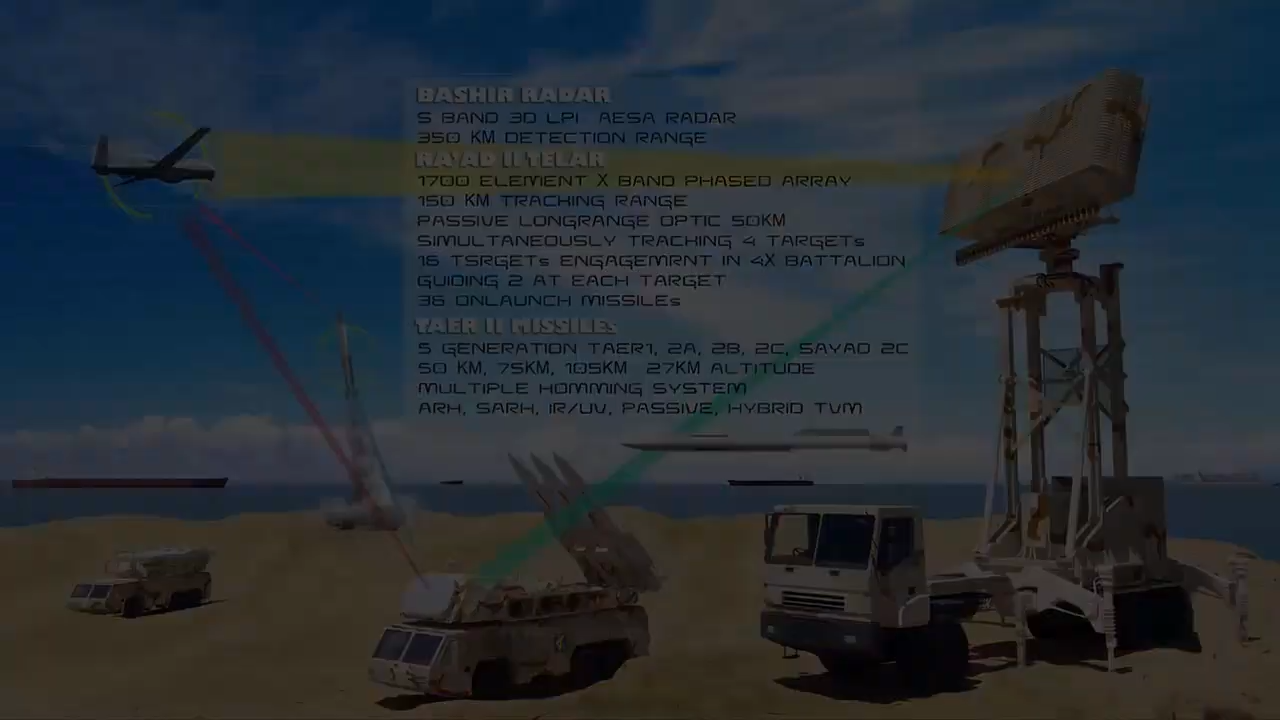 BASHIR RADAR
S BAND 3D LPI AESA RADAR
350 KM DETECTION RANGE
RA'AD II TELAR
1700 ELEMENT X BAND PHASED ARRAY
150 KM TRACKING RANGE
PASSIVE LONGRANGE OPTIC 50KM
SIMULTANEOUSLY TRACKING 4 TARGETs
16 TSRGETs ENGAGEMRNT IN 4X BATTALION
GUIDING 2 AT EACH TARGET
36 ONLAUNCH MISSILEs
TAER II MISSILEs
5 GENERATION TAER1, 2A, 2B, 2C, SAYAD 2C
50 KM, 75KM, 105KM 27KM ALTITUDE
MULTIPLE HOMMING SYSTEM
ARH, SARH, IR/UV, PASSIVE, HYBRID TVM